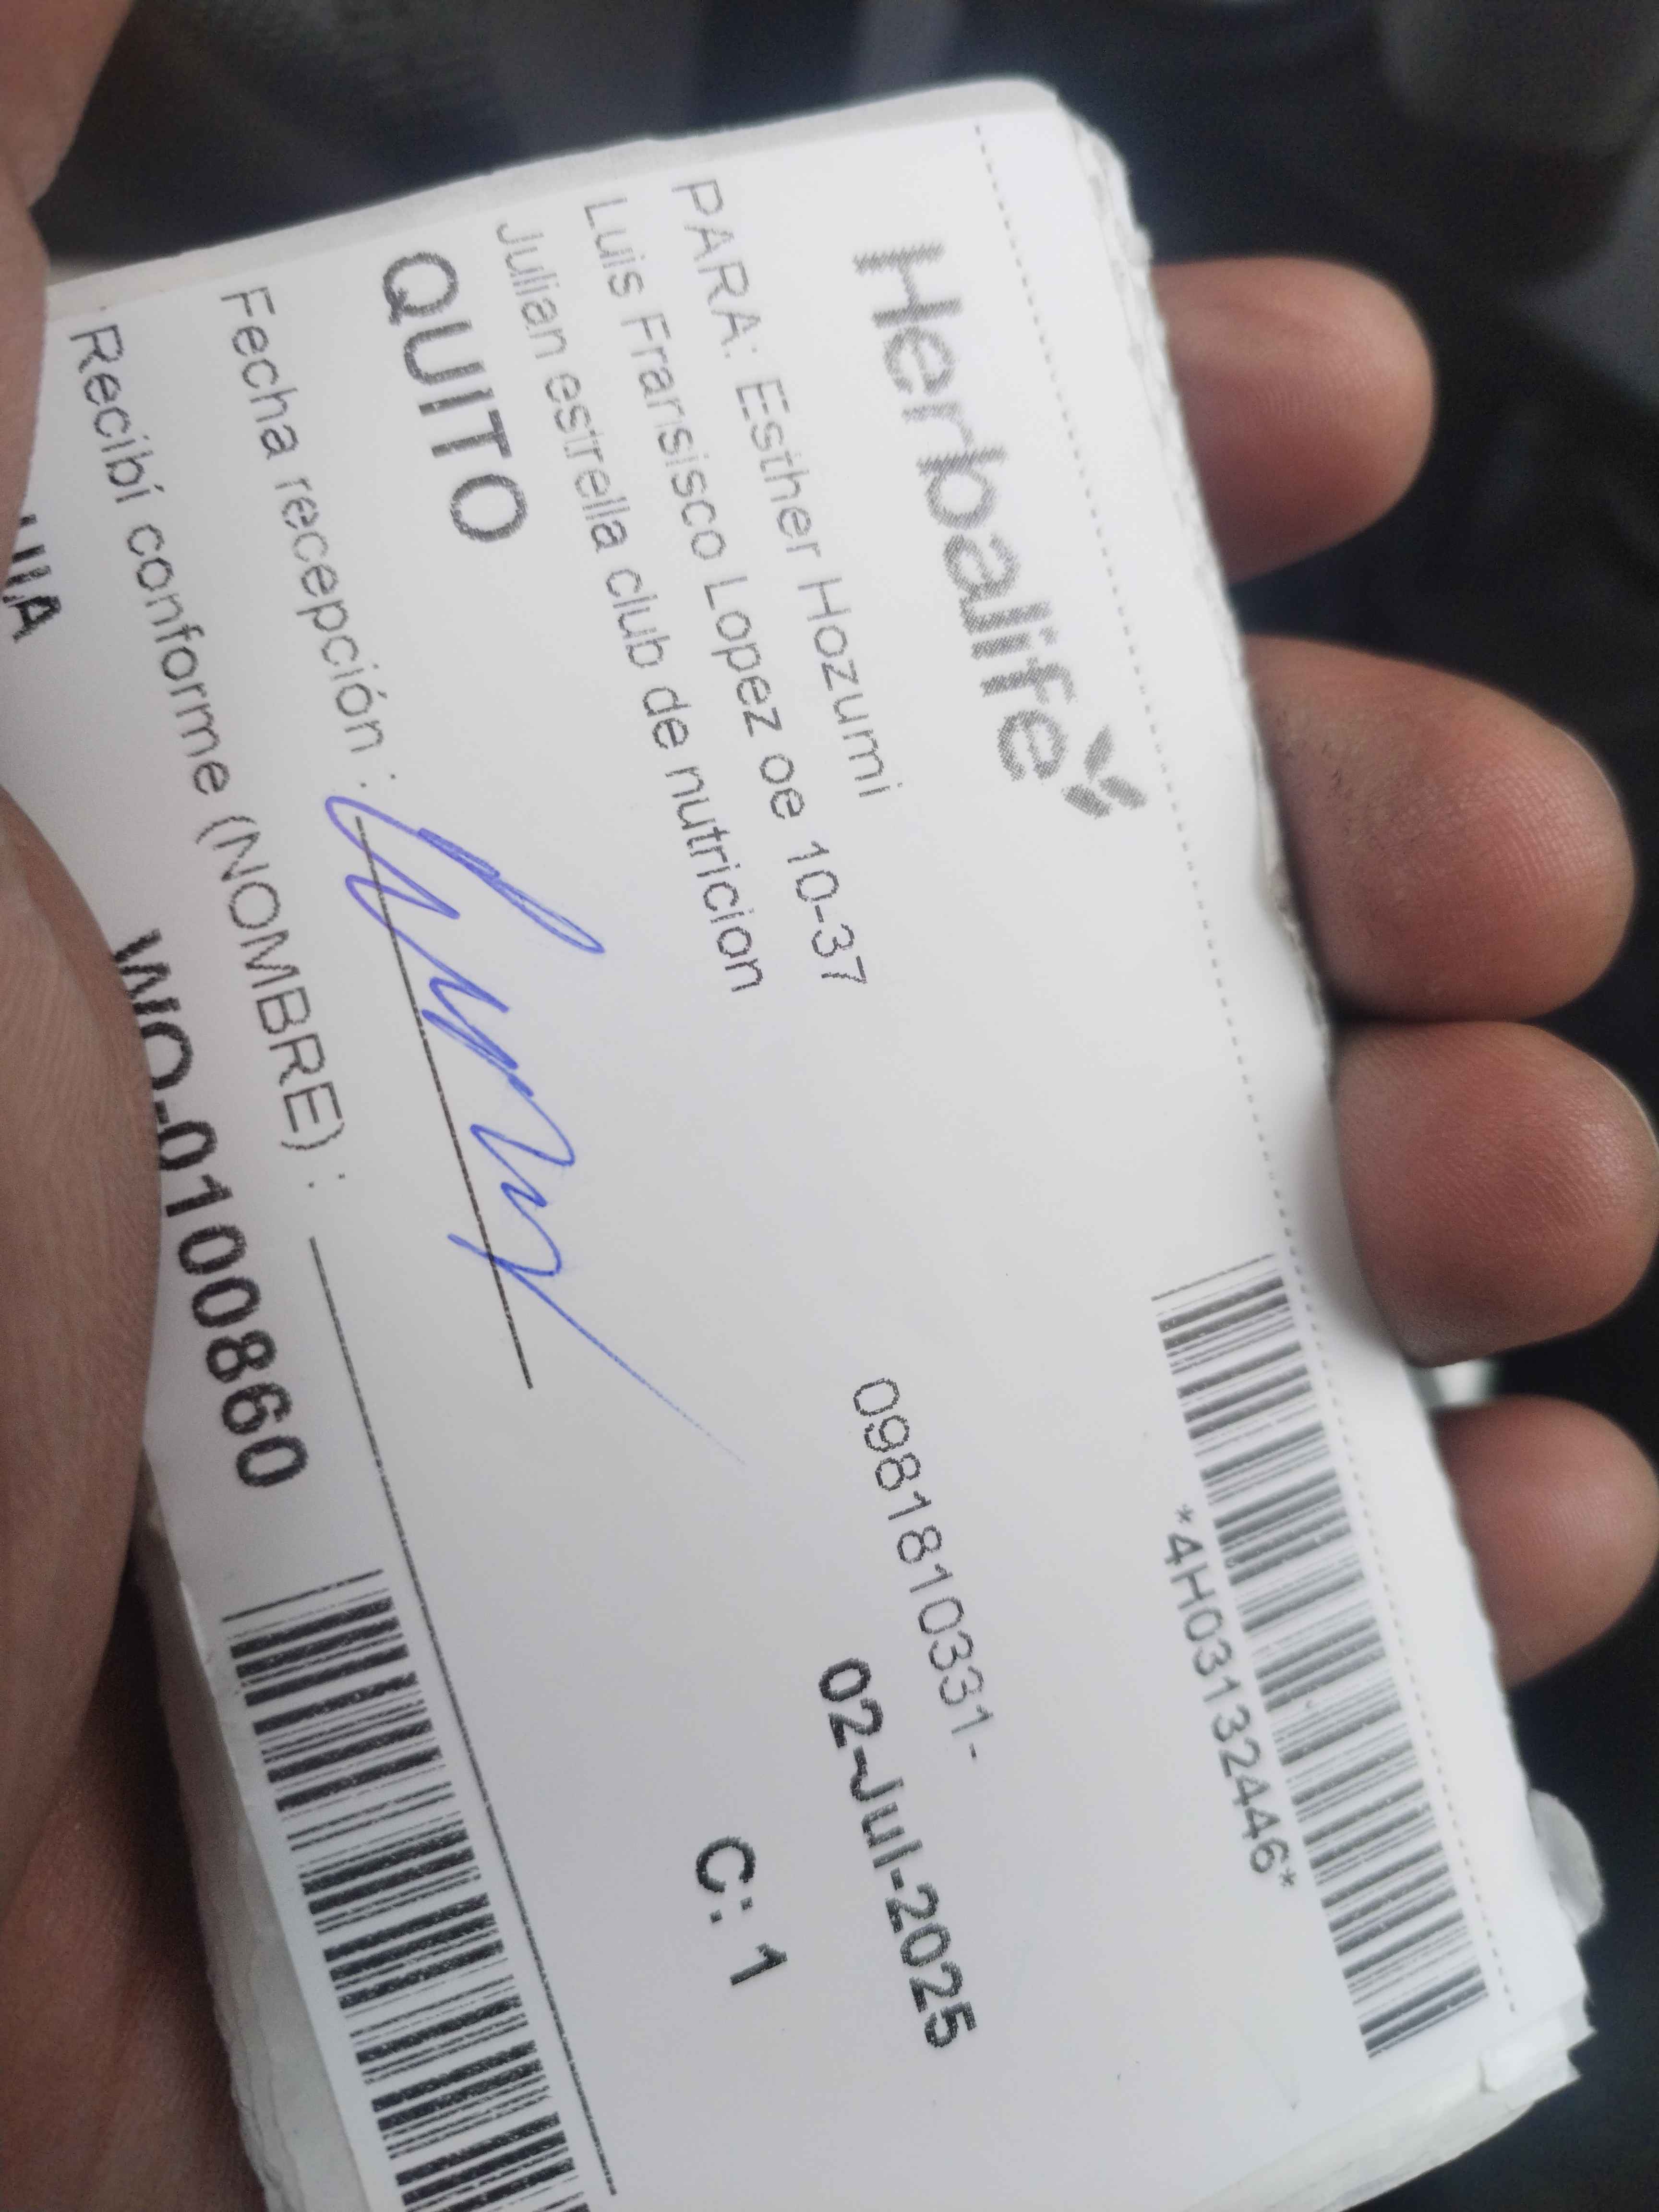 Herbalife
*4H03132446*
PARA: Esther Hozumi
0981810331-
Luis Fransisco Lopez oe 10-37
02-Jul-2025
Julian estrella club de nutricion
QUITO
C: 1
Fecha recepción :
Recibí conforme (NOMBRE) :
WO-0100860